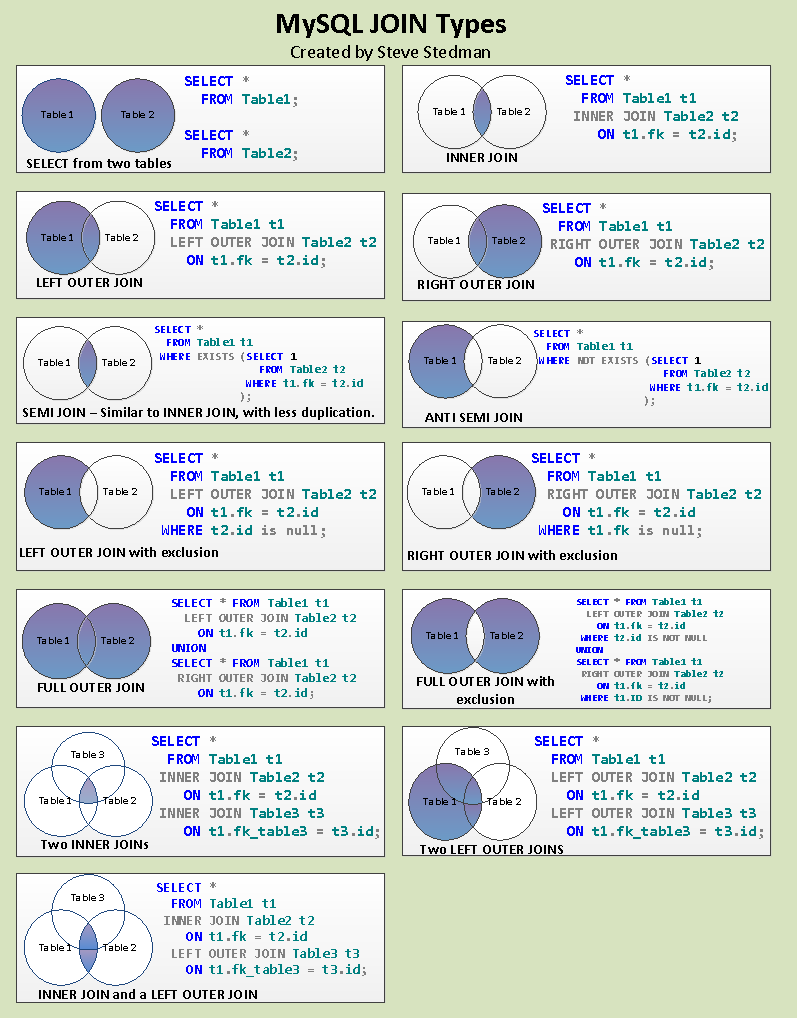 MySQL JOIN Types
Created by Steve Stedman
Table 1
Table 2
SELECT *
FROM Table1;
SELECT *
FROM Table2;
SELECT from two tables
Table 1
Table 2
SELECT *
FROM Table1 t1
INNER JOIN Table2 t2
ON t1.fk = t2.id;
INNER JOIN
Table 1
Table 2
SELECT *
FROM Table1 t1
LEFT OUTER JOIN Table2 t2
ON t1.fk = t2.id;
LEFT OUTER JOIN
Table 1
Table 2
SELECT *
FROM Table1 t1
RIGHT OUTER JOIN Table2 t2
ON t1.fk = t2.id;
RIGHT OUTER JOIN
Table 1
Table 2
SELECT *
FROM Table1 t1
WHERE EXISTS (SELECT 1
FROM Table2 t2
WHERE t1.fk = t2.id
);
SEMI JOIN – Similar to INNER JOIN, with less duplication.
Table 1
Table 2
SELECT *
FROM Table1 t1
WHERE NOT EXISTS (SELECT 1
FROM Table2 t2
WHERE t1.fk = t2.id
);
ANTI SEMI JOIN
Table 1
Table 2
SELECT *
FROM Table1 t1
LEFT OUTER JOIN Table2 t2
ON t1.fk = t2.id
WHERE t2.id is null;
LEFT OUTER JOIN with exclusion
Table 1
Table 2
SELECT *
FROM Table1 t1
RIGHT OUTER JOIN Table2 t2
ON t1.fk = t2.id
WHERE t1.fk is null;
RIGHT OUTER JOIN with exclusion
Table 1
Table 2
SELECT * FROM Table1 t1
LEFT OUTER JOIN Table2 t2
ON t1.fk = t2.id
UNION
SELECT * FROM Table1 t1
RIGHT OUTER JOIN Table2 t2
ON t1.fk = t2.id;
FULL OUTER JOIN
Table 1
Table 2
SELECT * FROM Table1 t1
LEFT OUTER JOIN Table2 t2
ON t1.fk = t2.id
WHERE t2.id IS NOT NULL
UNION
SELECT * FROM Table1 t1
RIGHT OUTER JOIN Table2 t2
ON t1.fk = t2.id
WHERE t1.ID IS NOT NULL;
FULL OUTER JOIN with
exclusion
Table 3
Table 1
Table 2
SELECT *
FROM Table1 t1
INNER JOIN Table2 t2
ON t1.fk = t2.id
INNER JOIN Table3 t3
ON t1.fk_table3 = t3.id;
Two INNER JOINs
Table 3
Table 1
Table 2
SELECT *
FROM Table1 t1
LEFT OUTER JOIN Table2 t2
ON t1.fk = t2.id
LEFT OUTER JOIN Table3 t3
ON t1.fk_table3 = t3.id;
Two LEFT OUTER JOINS
Table 3
Table 1
Table 2
SELECT *
FROM Table1 t1
INNER JOIN Table2 t2
ON t1.fk = t2.id
LEFT OUTER JOIN Table3 t3
ON t1.fk_table3 = t3.id;
INNER JOIN and a LEFT OUTER JOIN